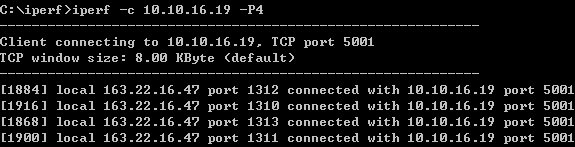 C:\iperf>iperf -c 10.10.16.19 -P4
------------------------------------------------------------
Client connecting to 10.10.16.19, TCP port 5001
TCP window size: 8.00 KByte (default)
------------------------------------------------------------
[1884] local 163.22.16.47 port 1312 connected with 10.10.16.19 port 5001
[1916] local 163.22.16.47 port 1310 connected with 10.10.16.19 port 5001
[1868] local 163.22.16.47 port 1313 connected with 10.10.16.19 port 5001
[1900] local 163.22.16.47 port 1311 connected with 10.10.16.19 port 5001